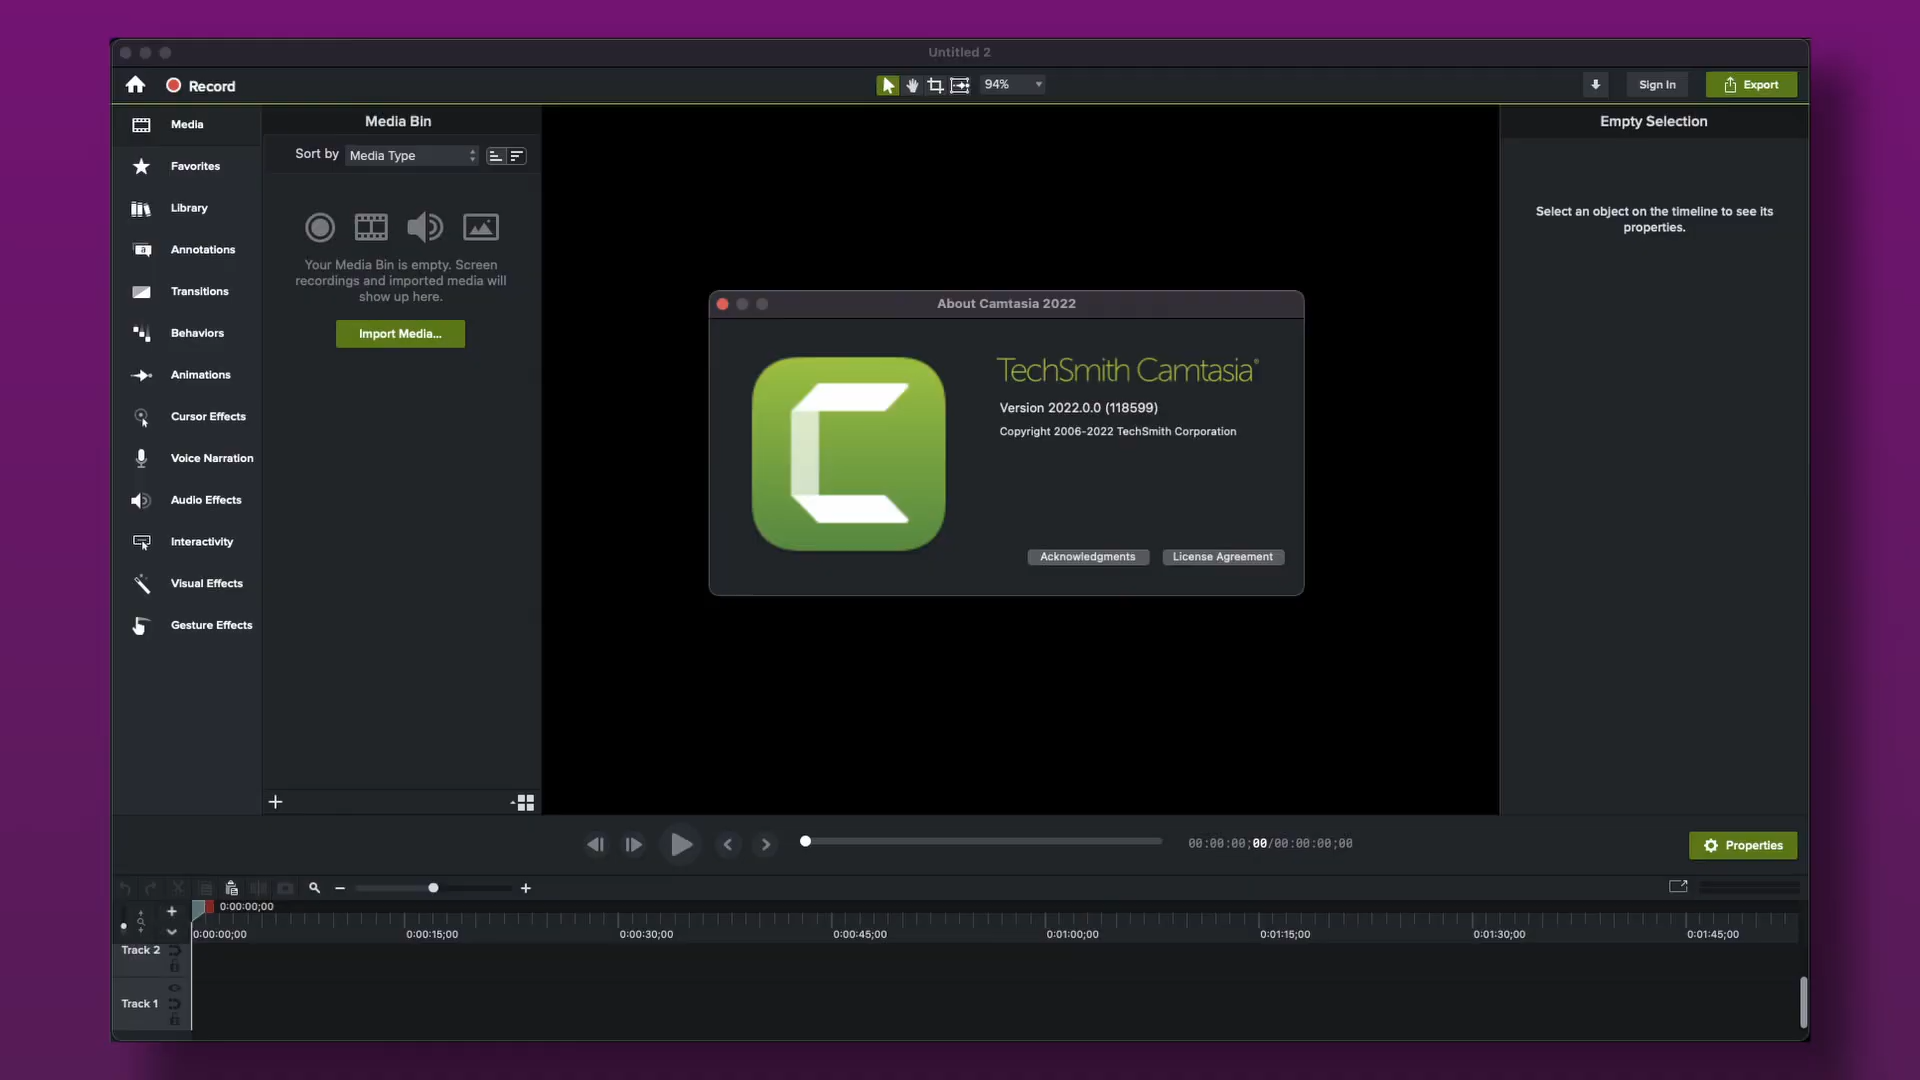 Untitled 2
Record
94%
Sign In
Export
Media
Favorites
Library
Annotations
Transitions
Behaviors
Animations
Cursor Effects
Voice Narration
Audio Effects
Interactivity
Visual Effects
Gesture Effects
Media Bin
Sort by
Media Type
Your Media Bin is empty. Screen
recordings and imported media will
show up here.
Import Media...
About Camtasia 2022
TechSmith Camtasia®
Version 2022.0.0 (118599)
Copyright 2006-2022 TechSmith Corporation
Acknowledgments
License Agreement
Empty Selection
Select an object on the timeline to see its
properties.
00:00:00;00/00:00:00;00
Properties
0:00:00;00
0:00:00;00
0:00:15;00
0:00:30;00
0:00:45;00
0:01:00;00
0:01:15;00
0:01:30;00
0:01:45;00
Track 2
Track 1